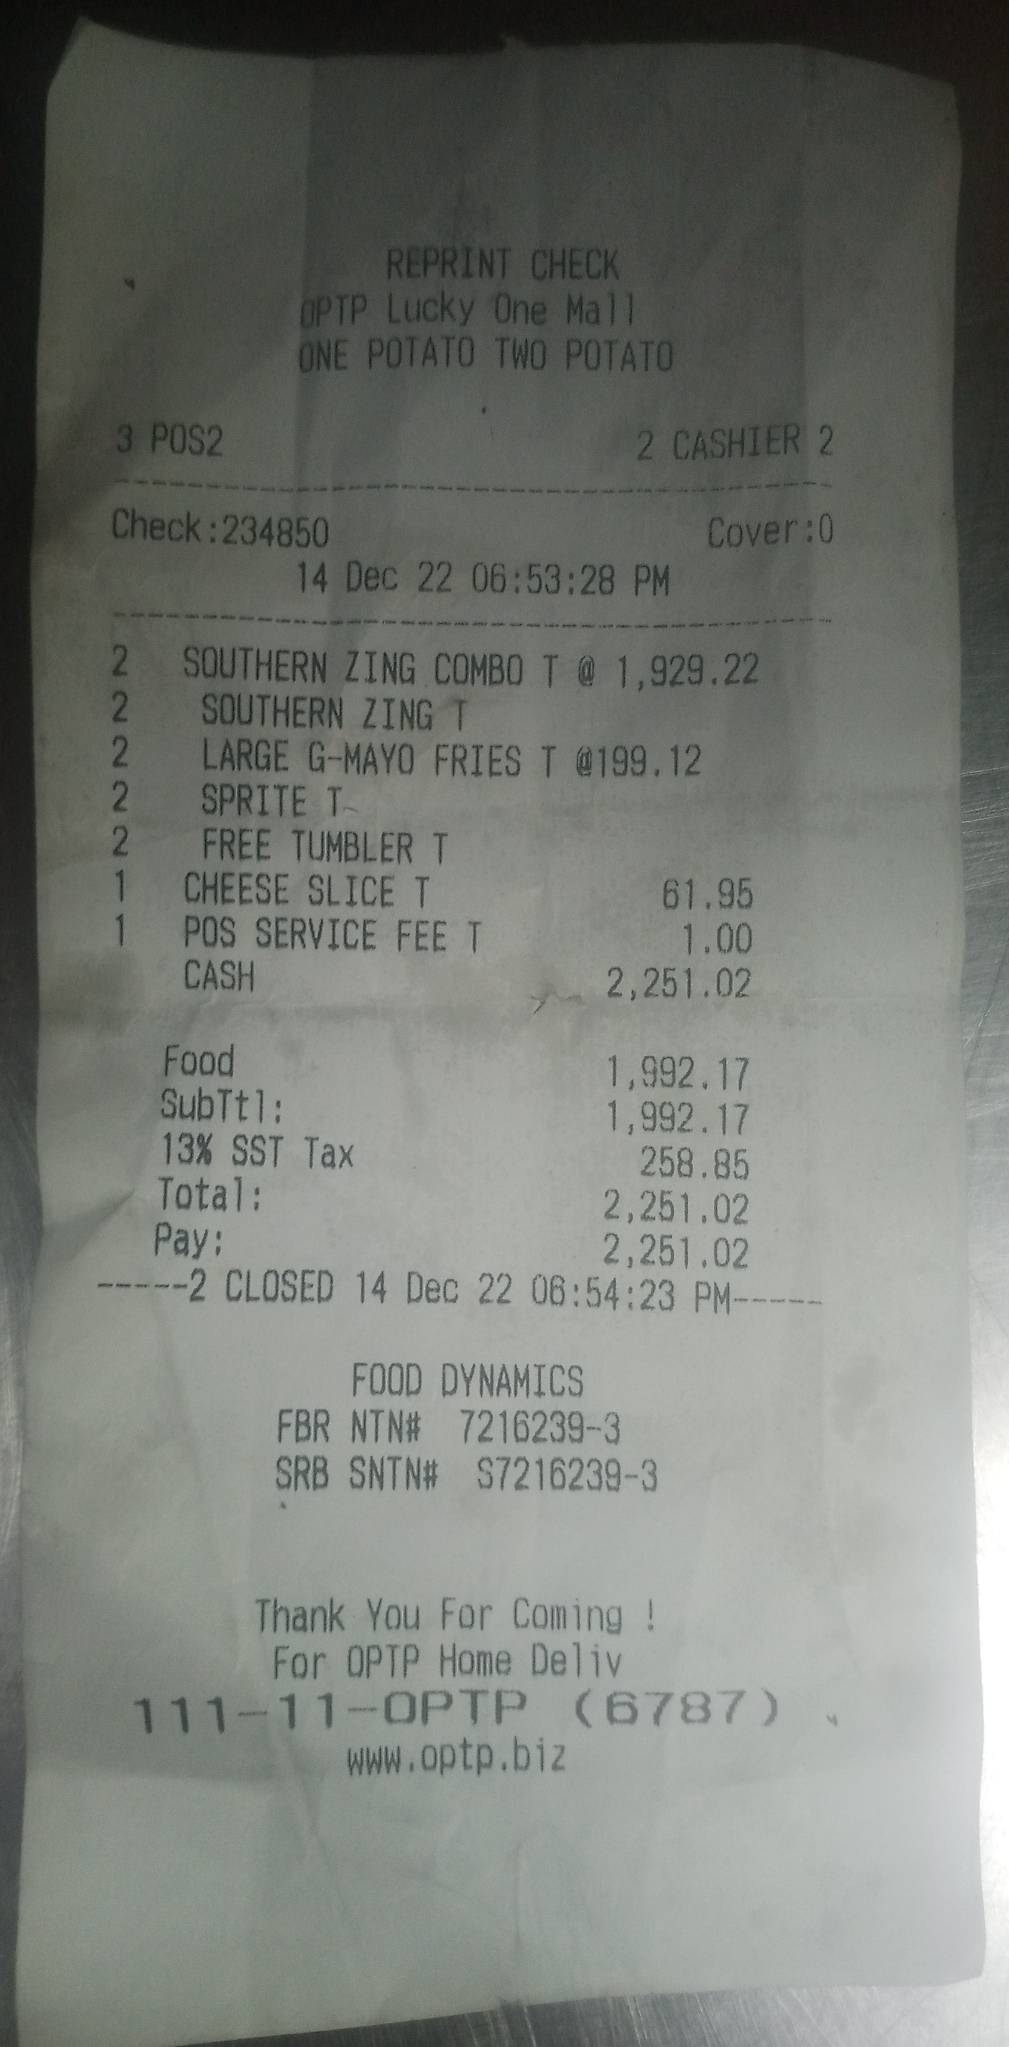 REPRINT CHECK
OPTP Lucky One Mall
ONE POTATO TWO POTATO
3 POS2 2 CASHIER 2
Check:234850 Cover:0
14 Dec 22 06:53:28 PM
2 SOUTHERN ZING COMBO T @ 1,929.22
2 SOUTHERN ZING T
2 LARGE G-MAYO FRIES T @199.12
2 SPRITE T
2 FREE TUMBLER T
1 CHEESE SLICE T 61.95
1 POS SERVICE FEE T 1.00
CASH 2,251.02
Food 1,992.17
SubTtl: 1,992.17
13% SST Tax 258.85
Total: 2,251.02
Pay: 2,251.02
-----2 CLOSED 14 Dec 22 06:54:23 PM-----
FOOD DYNAMICS
FBR NTN# 7216239-3
SRB SNTN# S7216239-3
Thank You For Coming !
For OPTP Home Deliv
111-11-OPTP (6787)
www.optp.biz